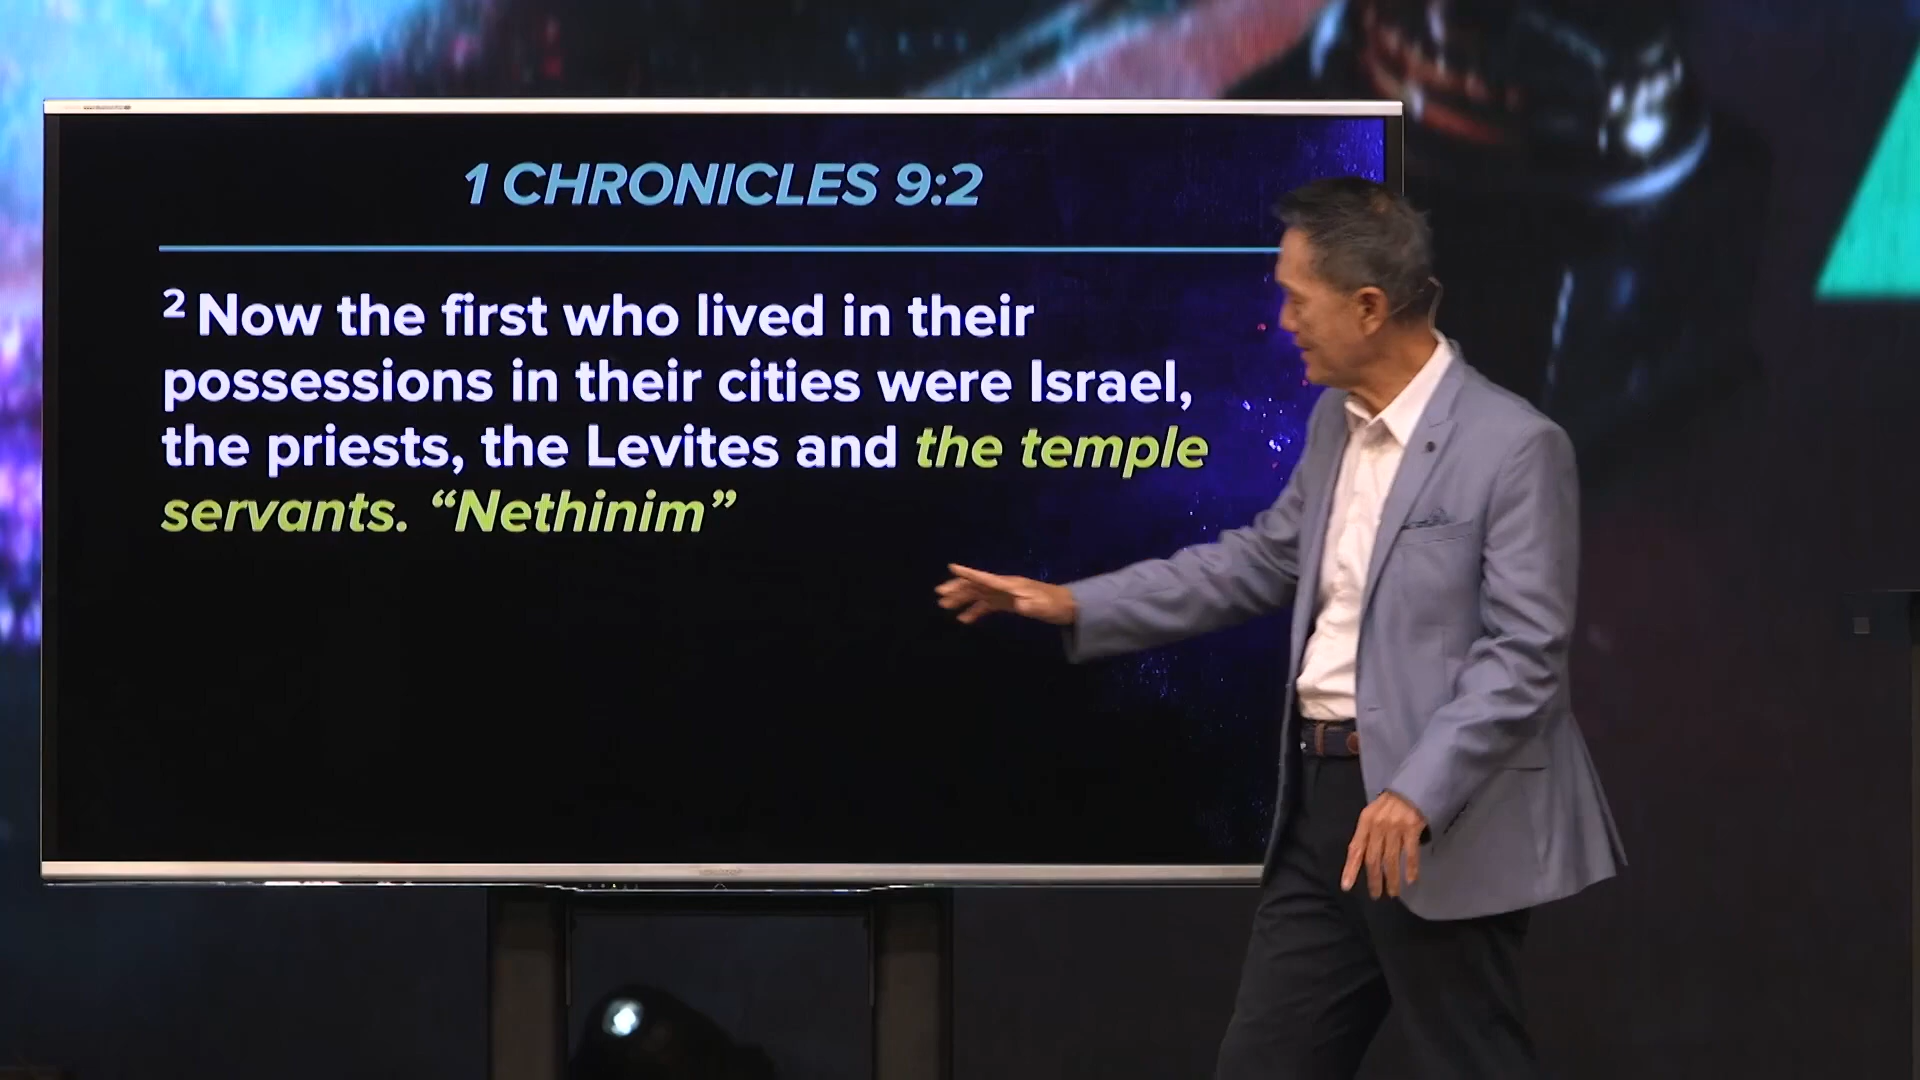 1 CHRONICLES 9:2
2 Now the first who lived in their
possessions in their cities were Israel,
the priests, the Levites and the temple
servants. “Nethinim”